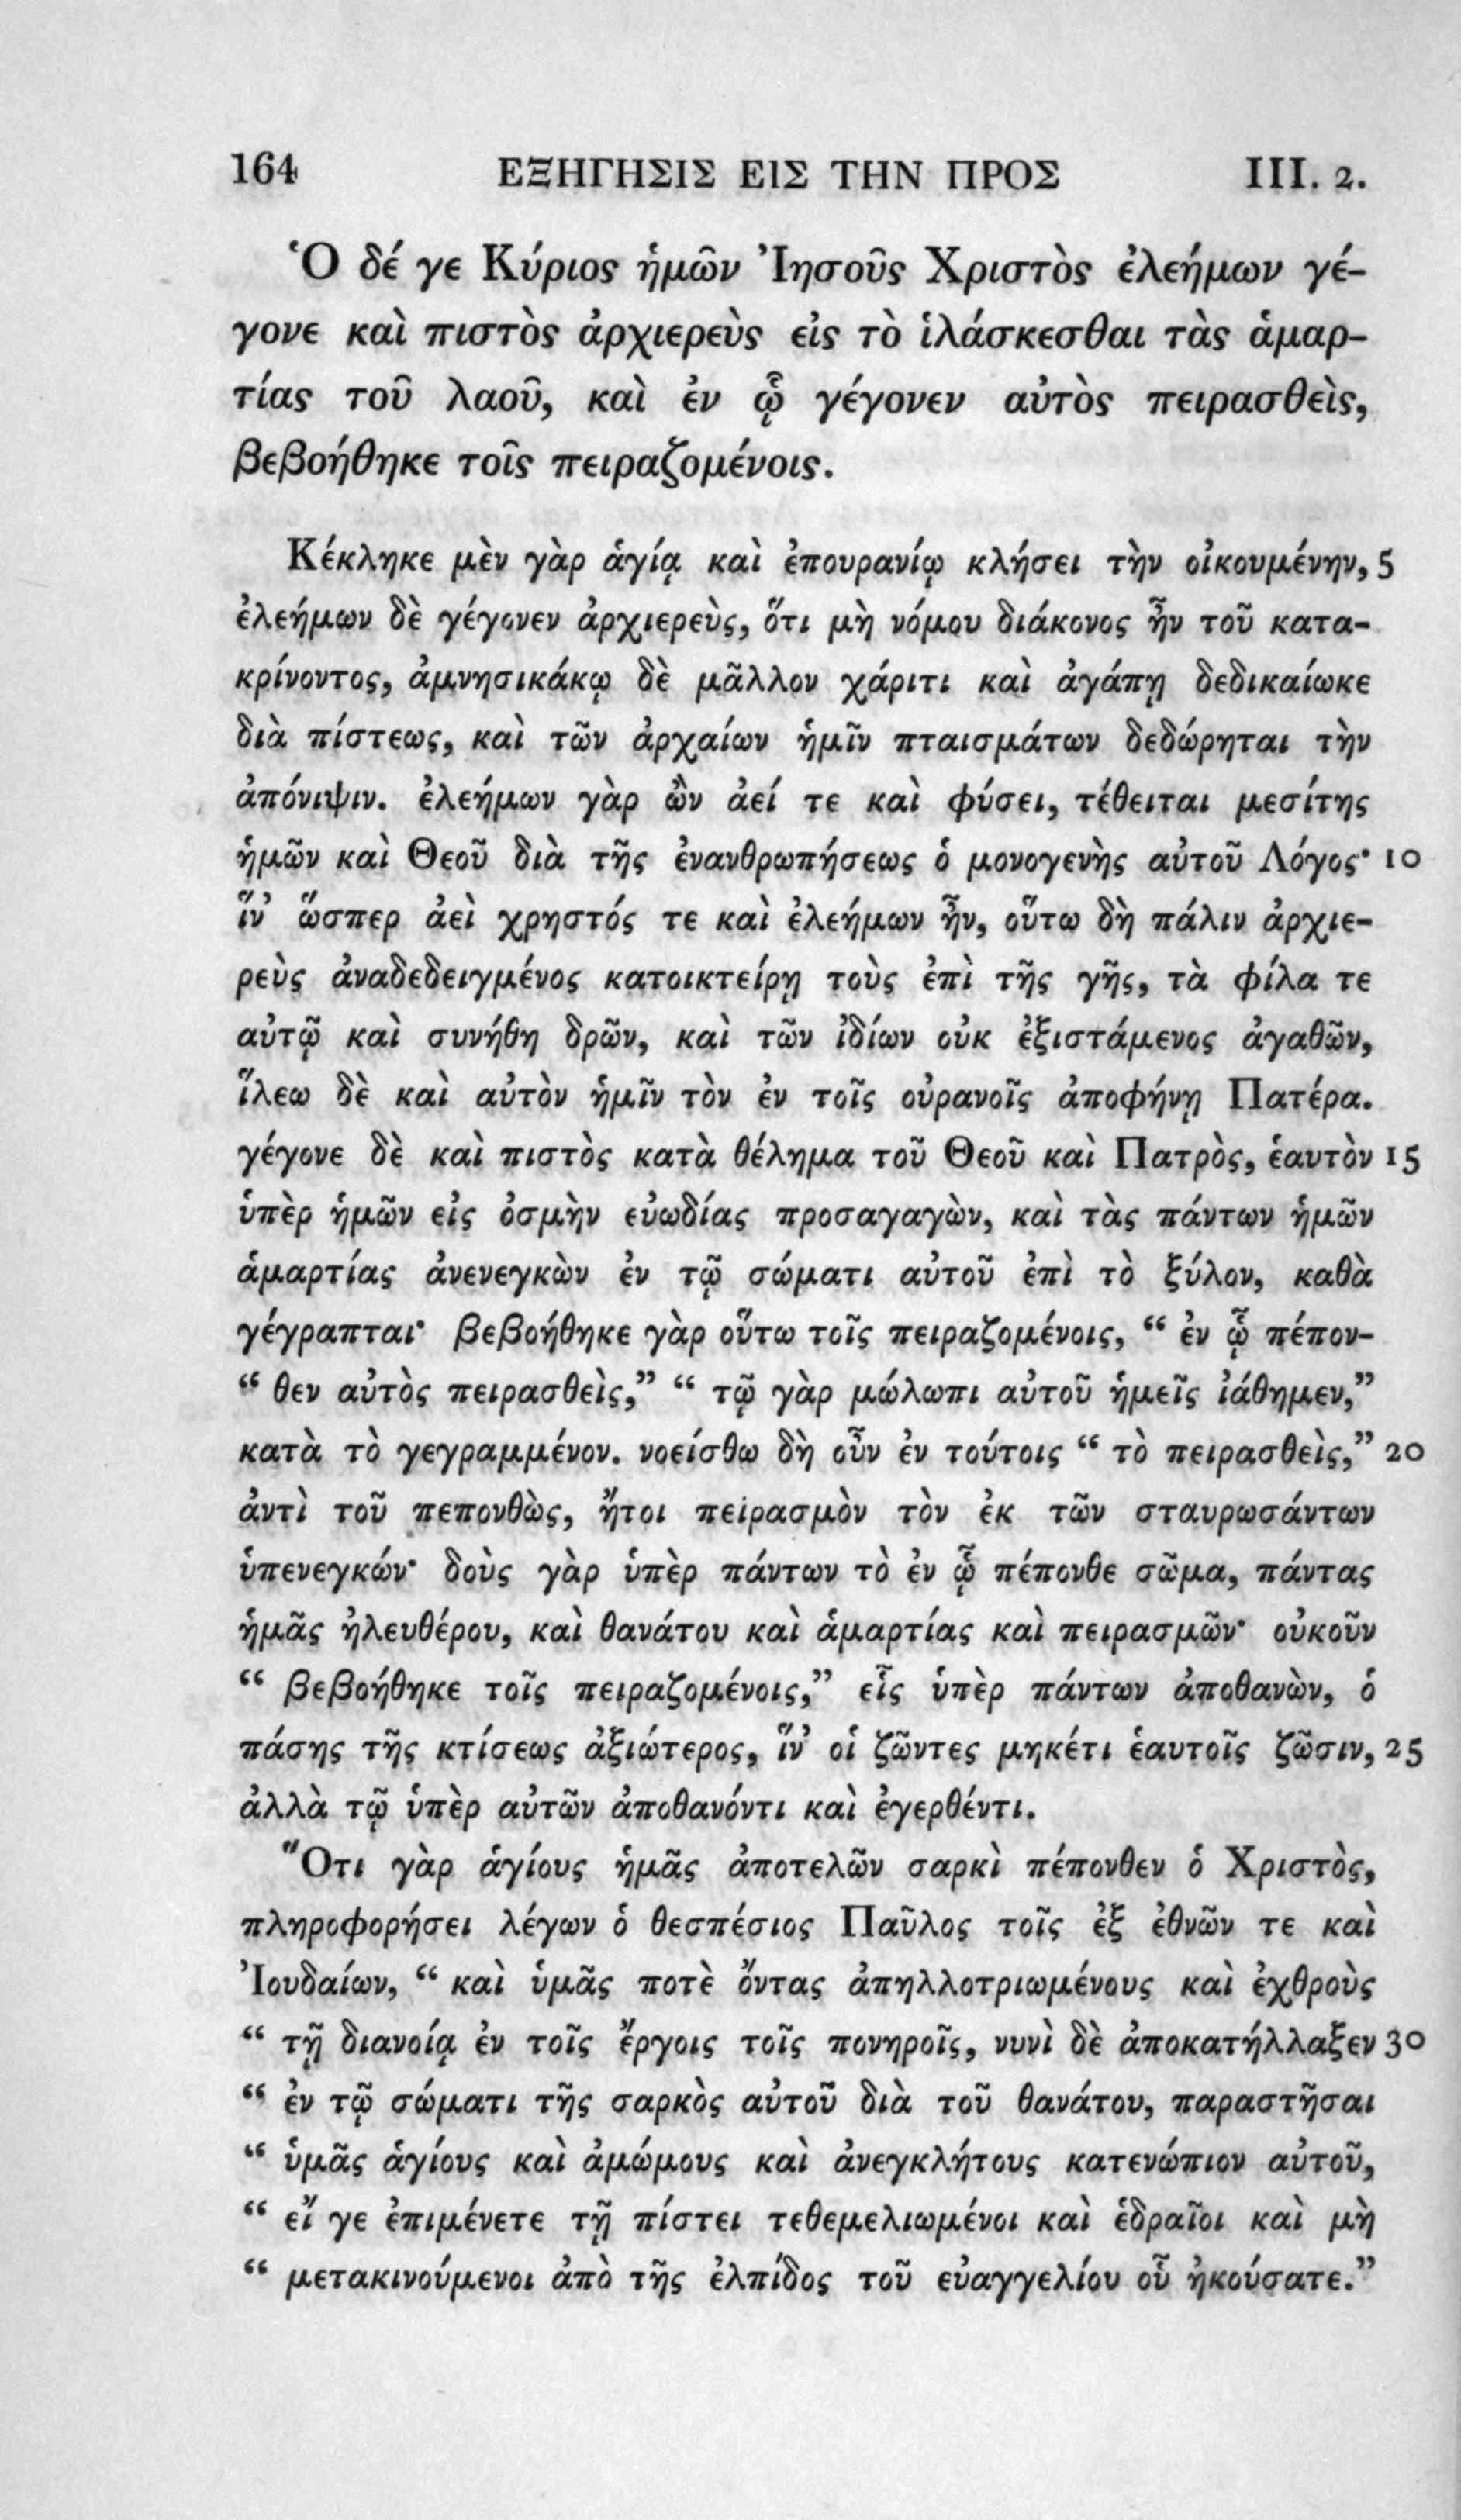 164 ΕΞΗΓΗΣΙΣ ΕΙΣ ΤΗΝ ΠΡΟΣ III. 2.
Ὁ δέ γε Κύριος ἡμῶν Ἰησοῦς Χριστὸς ἐλεήμων γέ-
γονε καὶ πιστὸς ἀρχιερεὺς εἰς τὸ ἱλάσκεσθαι τὰς ἁμαρ-
τίας τοῦ λαοῦ, καὶ ἐν ᾧ γέγονεν αὐτὸς πειρασθεὶς,
βεβοήθηκε τοῖς πειραζομένοις.
Κέκληκε μὲν γὰρ ἁγίᾳ καὶ ἐπουρανίῳ κλήσει τὴν οἰκουμένην, 5
ἐλεήμων δὲ γέγονεν ἀρχιερεὺς, ὅτι μὴ νόμου διάκονος ἦν τοῦ κατα-
κρίνοντος, ἀμνησικάκῳ δὲ μᾶλλον χάριτι καὶ ἀγάπῃ δεδικαίωκε
διὰ πίστεως, καὶ τῶν ἀρχαίων ἡμῖν πταισμάτων δεδώρηται τὴν
ἀπόνιψιν. ἐλεήμων γὰρ ὢν ἀεί τε καὶ φύσει, τέθειται μεσίτης
ἡμῶν καὶ Θεοῦ διὰ τῆς ἐνανθρωπήσεως ὁ μονογενὴς αὐτοῦ Λόγος· 10
ἵν’ ὥσπερ ἀεὶ χρηστός τε καὶ ἐλεήμων ἦν, οὕτω δὴ πάλιν ἀρχιε-
ρεὺς ἀναδεδειγμένος κατοικτείρῃ τοὺς ἐπὶ τῆς γῆς, τὰ φίλα τε
αὐτῷ καὶ συνήθη δρῶν, καὶ τῶν ἰδίων οὐκ ἐξιστάμενος ἀγαθῶν,
ἵλεω δὲ καὶ αὐτὸν ἡμῖν τὸν ἐν τοῖς οὐρανοῖς ἀποφήνῃ Πατέρα.
γέγονε δὲ καὶ πιστὸς κατὰ θέλημα τοῦ Θεοῦ καὶ Πατρὸς, ἑαυτὸν 15
ὑπὲρ ἡμῶν εἰς ὀσμὴν εὐωδίας προσαγαγὼν, καὶ τὰς πάντων ἡμῶν
ἁμαρτίας ἀνενεγκὼν ἐν τῷ σώματι αὐτοῦ ἐπὶ τὸ ξύλον, καθὰ
γέγραπται· βεβοήθηκε γὰρ οὕτω τοῖς πειραζομένοις, “ ἐν ᾧ πέπον-
“ θεν αὐτὸς πειρασθεὶς,” “ τῷ γὰρ μώλωπι αὐτοῦ ἡμεῖς ἰάθημεν,”
κατὰ τὸ γεγραμμένον. νοείσθω δὴ οὖν ἐν τούτοις “ τὸ πειρασθεὶς,” 20
ἀντὶ τοῦ πεπονθὼς, ἤτοι πειρασμὸν τὸν ἐκ τῶν σταυρωσάντων
ὑπενεγκών· δοὺς γὰρ ὑπὲρ πάντων τὸ ἐν ᾧ πέπονθε σῶμα, πάντας
ἡμᾶς ἠλευθέρου, καὶ θανάτου καὶ ἁμαρτίας καὶ πειρασμῶν· οὐκοῦν
“ βεβοήθηκε τοῖς πειραζομένοις,” εἷς ὑπὲρ πάντων ἀποθανὼν, ὁ
πάσης τῆς κτίσεως ἀξιώτερος, ἵν’ οἱ ζῶντες μηκέτι ἑαυτοῖς ζῶσιν, 25
ἀλλὰ τῷ ὑπὲρ αὐτῶν ἀποθανόντι καὶ ἐγερθέντι.
Ὅτι γὰρ ἁγίους ἡμᾶς ἀποτελῶν σαρκὶ πέπονθεν ὁ Χριστὸς,
πληροφορήσει λέγων ὁ θεσπέσιος Παῦλος τοῖς ἐξ ἐθνῶν τε καὶ
Ἰουδαίων, “ καὶ ὑμᾶς ποτὲ ὄντας ἀπηλλοτριωμένους καὶ ἐχθροὺς
“ τῇ διανοίᾳ ἐν τοῖς ἔργοις τοῖς πονηροῖς, νυνὶ δὲ ἀποκατήλλαξεν 30
“ ἐν τῷ σώματι τῆς σαρκὸς αὐτοῦ διὰ τοῦ θανάτου, παραστῆσαι
“ ὑμᾶς ἁγίους καὶ ἀμώμους καὶ ἀνεγκλήτους κατενώπιον αὐτοῦ,
“ εἴ γε ἐπιμένετε τῇ πίστει τεθεμελιωμένοι καὶ ἑδραῖοι καὶ μὴ
“ μετακινούμενοι ἀπὸ τῆς ἐλπίδος τοῦ εὐαγγελίου οὗ ἠκούσατε.”